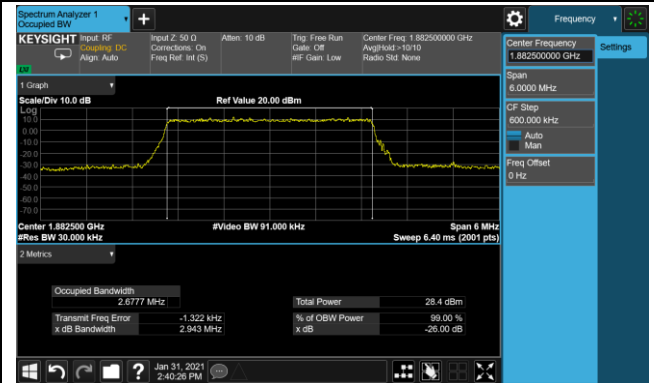 Spectrum Analyzer 1
Occupied BW
+
Frequency
KEYSIGHT
Input: RF
Coupling: DC
Align: Auto
Input Z: 50 Ω
Corrections: On
Freq Ref: Int (S)
Atten: 10 dB
Trig: Free Run
Gate: Off
#IF Gain: Low
Center Freq: 1.882500000 GHz
Avg|Hold:>10/10
Radio Std: None
Center Frequency
1.882500000 GHz
Settings
Span
6.0000 MHz
CF Step
600.000 kHz
Auto
Man
Freq Offset
0 Hz
1 Graph
Scale/Div 10.0 dB
Ref Value 20.00 dBm
Log
10.0
0.00
-10.0
-20.0
-30.0
-40.0
-50.0
-60.0
-70.0
Center 1.882500 GHz
#Video BW 91.000 kHz
Span 6 MHz
#Res BW 30.000 kHz
Sweep 6.40 ms (2001 pts)
2 Metrics
Occupied Bandwidth
2.6777 MHz
Total Power
28.4 dBm
Transmit Freq Error
-1.322 kHz
% of OBW Power
99.00 %
x dB Bandwidth
2.943 MHz
x dB
-26.00 dB
?
Jan 31, 2021
2:40:26 PM